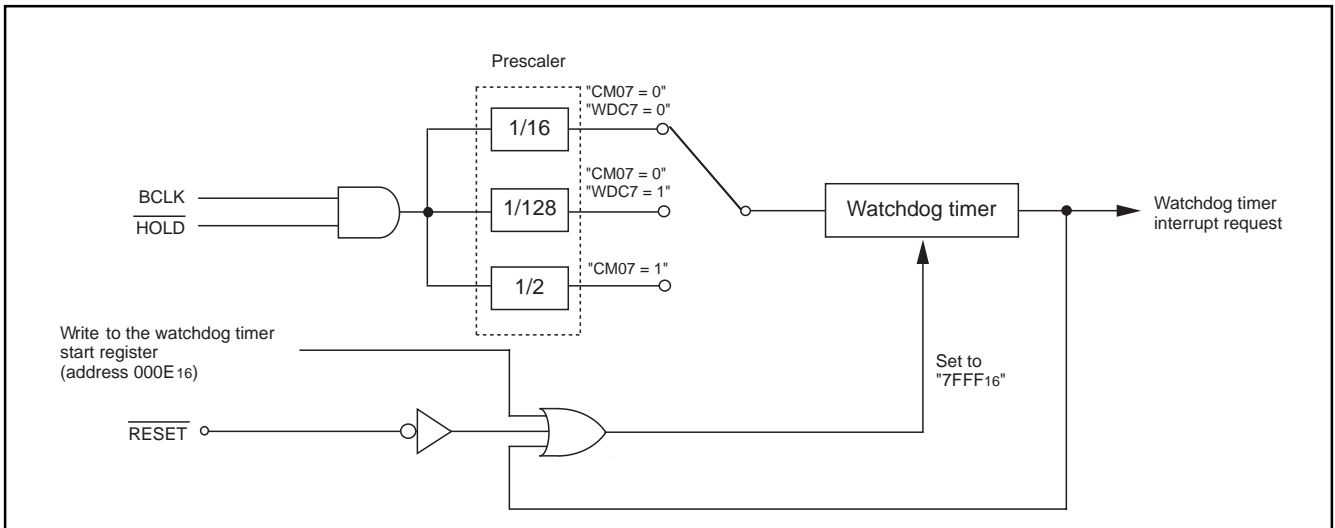 Prescaler
"CM07 = 0"
"WDC7 = 0"
1/16
"CM07 = 0"
"WDC7 = 1"
BCLK
HOLD
1/128
Watchdog timer
Watchdog timer
interrupt request
"CM07 = 1"
1/2
Write to the watchdog timer
start register
(address 000E16)
Set to
"7FFF16"
RESET